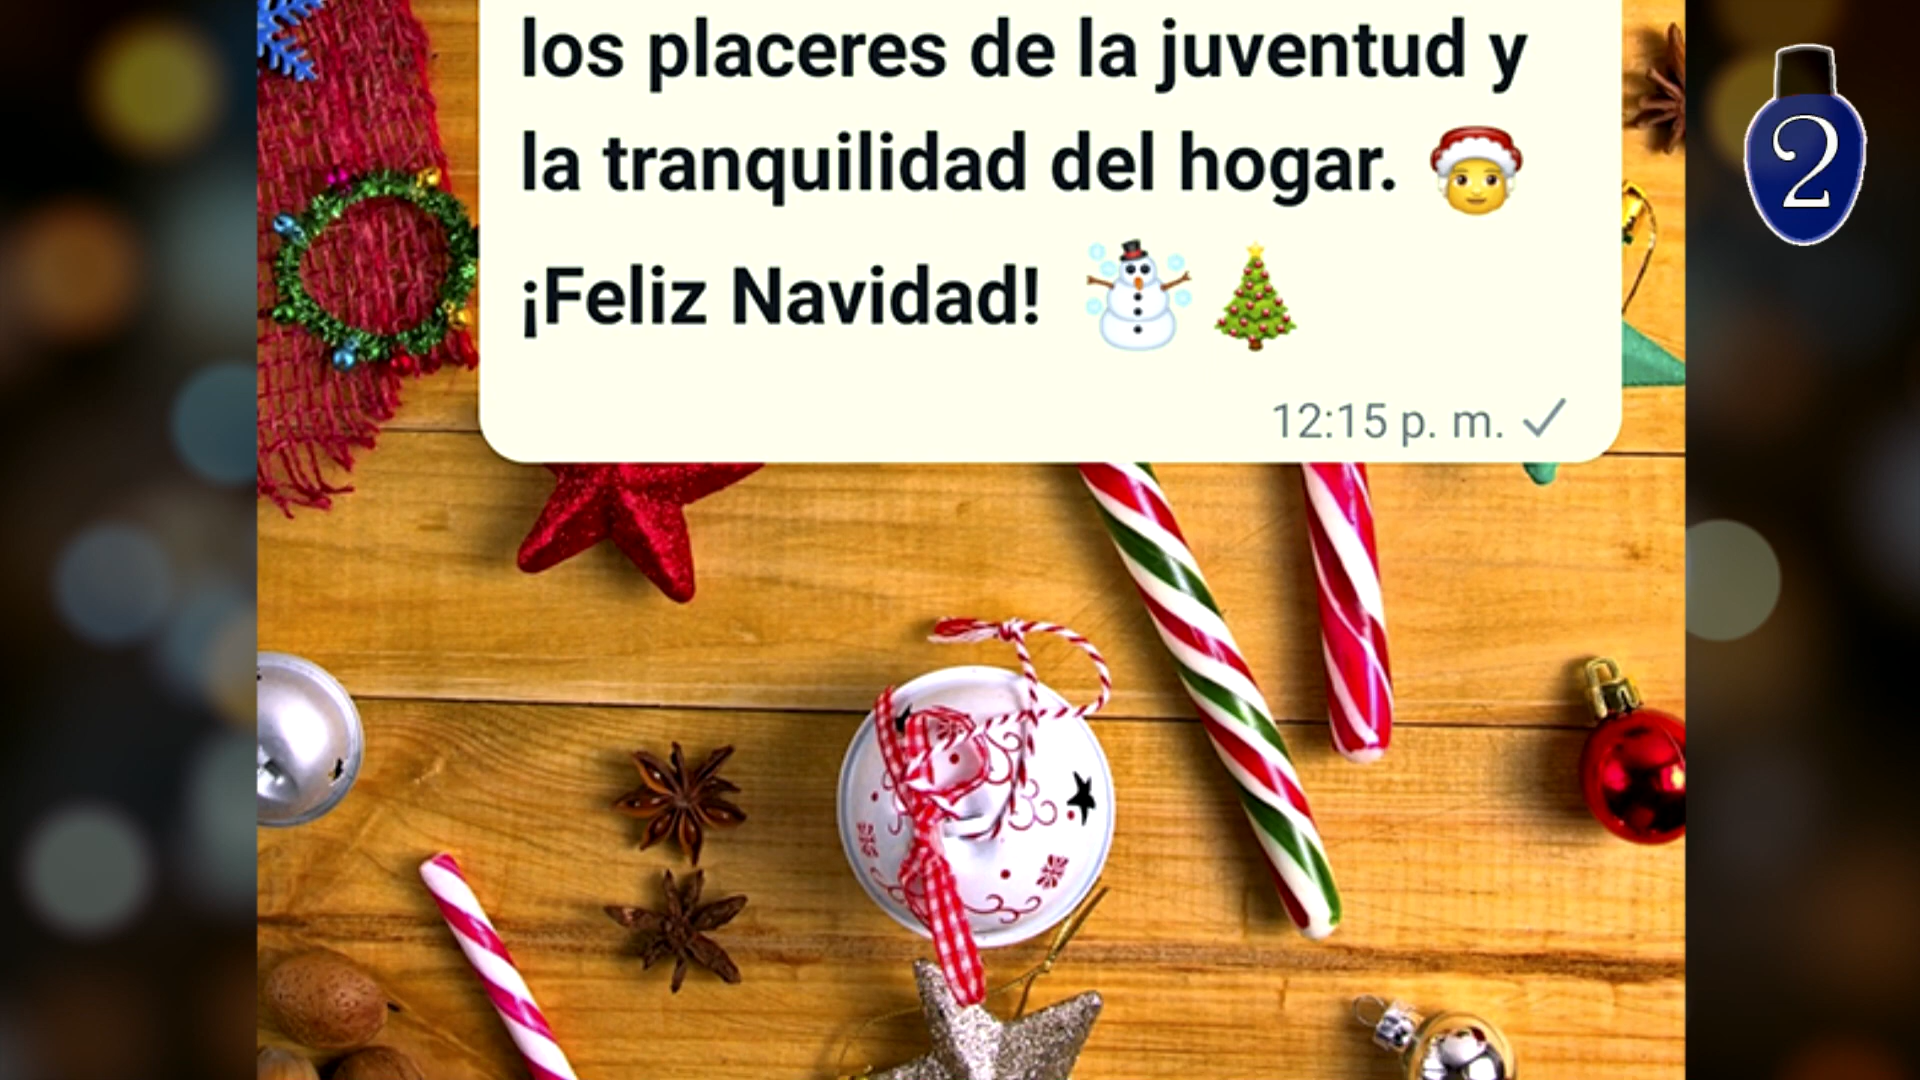 los placeres de la juventud y
la tranquilidad del hogar. 🤶
¡Feliz Navidad! ☃️🎄
12:15 p. m. ✓
2